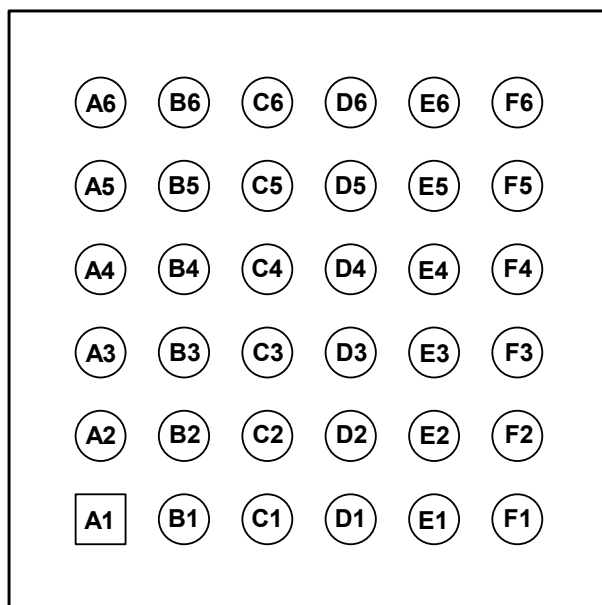 A6 B6 C6 D6 E6 F6
A5 B5 C5 D5 E5 F5
A4 B4 C4 D4 E4 F4
A3 B3 C3 D3 E3 F3
A2 B2 C2 D2 E2 F2
A1 B1 C1 D1 E1 F1